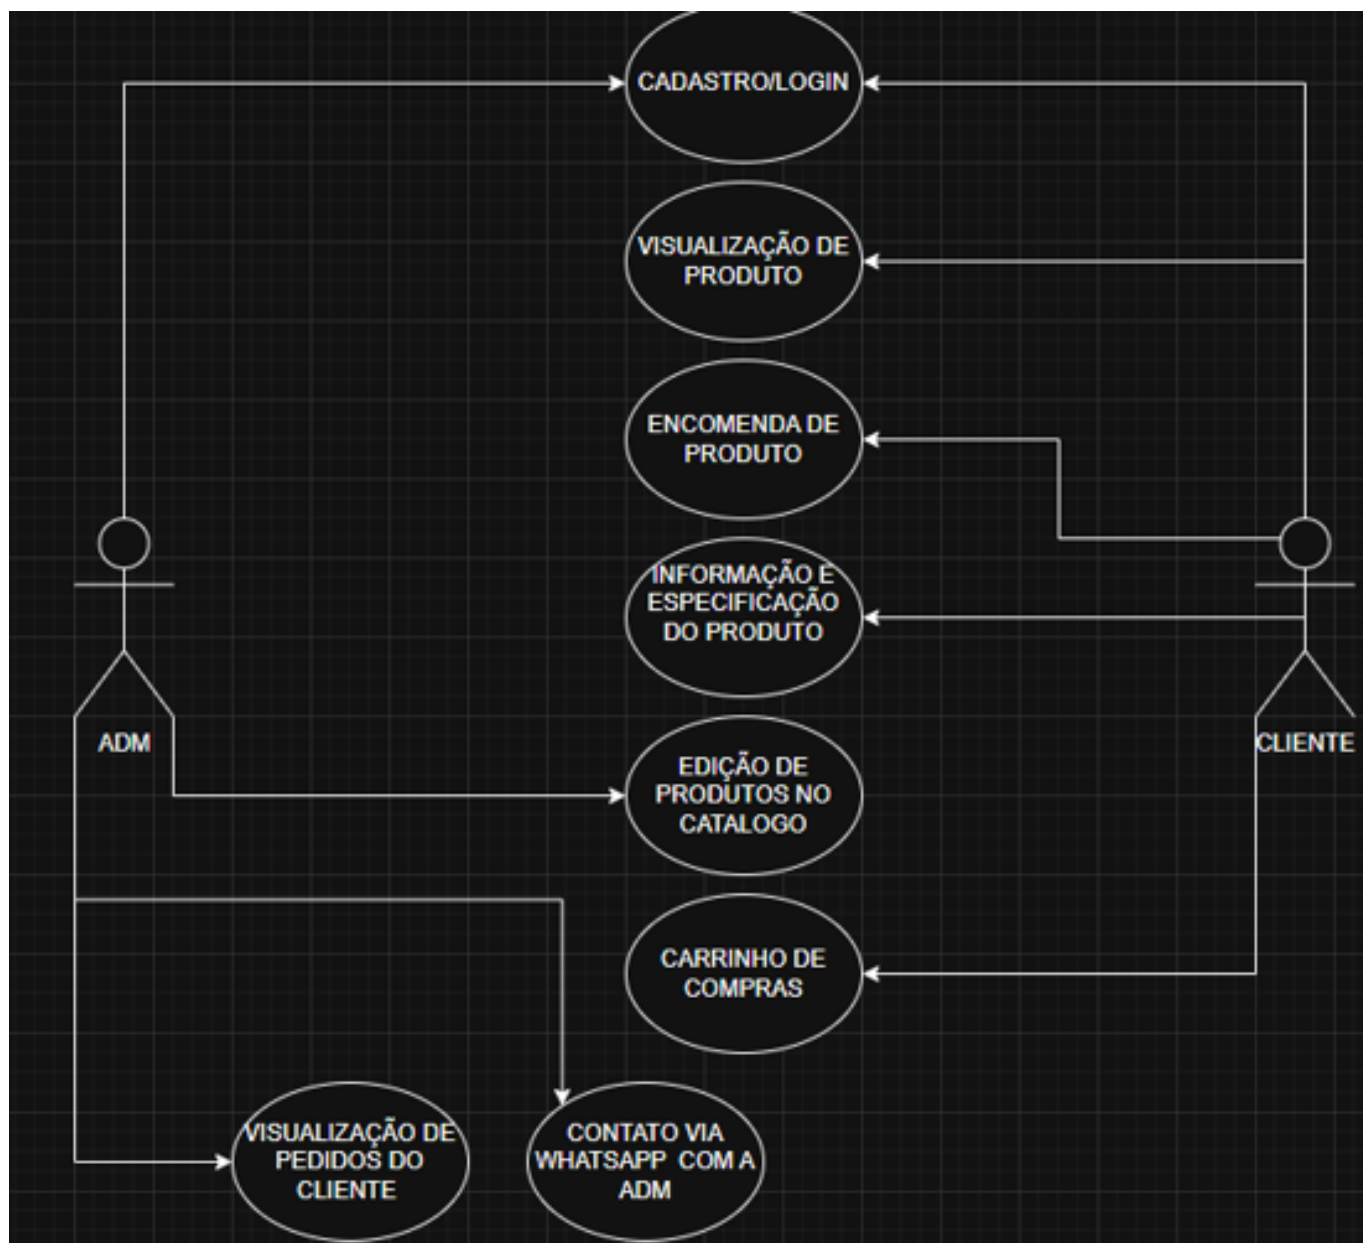 CADASTRO/LOGIN
VISUALIZAÇÃO DE
PRODUTO
ENCOMENDA DE
PRODUTO
INFORMAÇÃO E
ESPECIFICAÇÃO
DO PRODUTO
ADM
CLIENTE
EDIÇÃO DE
PRODUTOS NO
CATALOGO
CARRINHO DE
COMPRAS
VISUALIZAÇÃO DE
PEDIDOS DO
CLIENTE
CONTATO VIA
WHATSAPP COM A
ADM